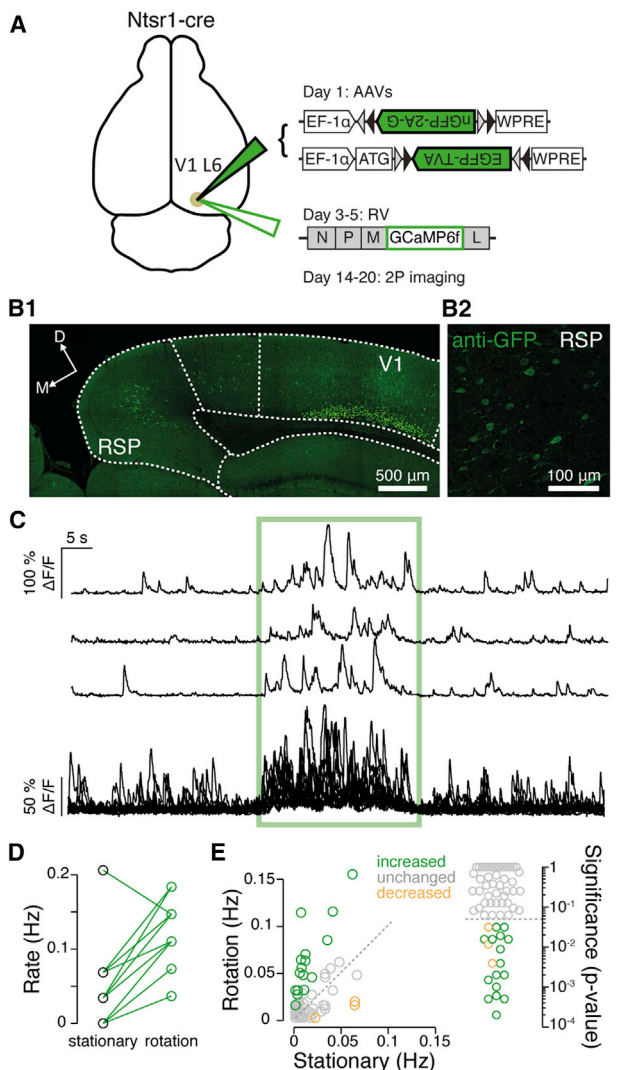 A
Ntsr1-cre
V1 L6
Day 1: AAVs
{
EF-1α nGFP-2A-G WPRE
EF-1α ATG EGFP-TVA WPRE
Day 3-5: RV
N P M GCaMP6f L
Day 14-20: 2P imaging
B1
D
M
V1
RSP
500 µm
B2
anti-GFP RSP
100 µm
C
5 s
100 %
ΔF/F
50 %
ΔF/F
D
Rate (Hz)
0.2
0.1
0
stationary rotation
E
increased
unchanged
decreased
Rotation (Hz)
0.15
0.10
0.05
0
0 0.05 0.1 0.15
Stationary (Hz)
1
10⁻¹
10⁻²
10⁻³
10⁻⁴
Significance (p-value)